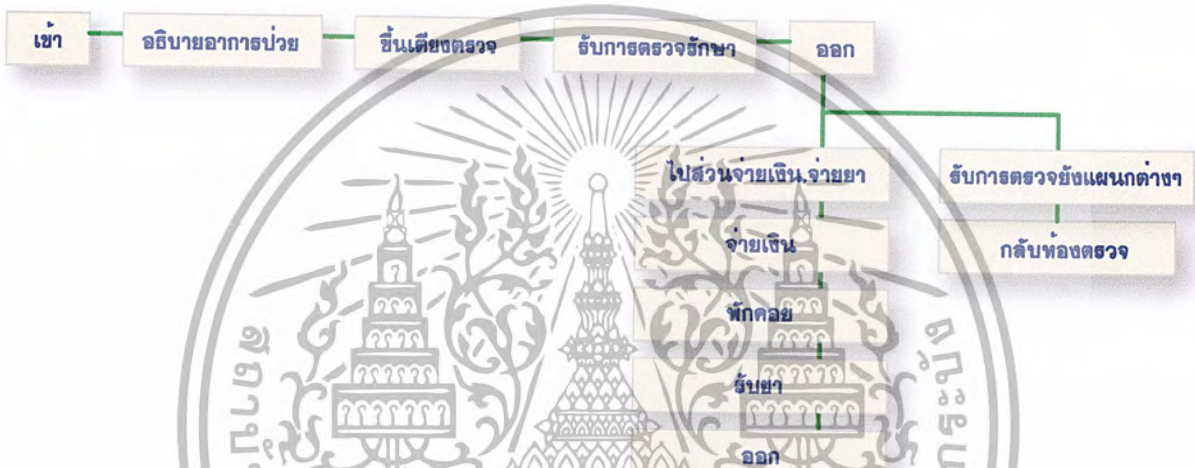 เข้า
อธิบายอาการป่วย
ขึ้นเตียงตรวจ
รับการตรวจรักษา
ออก
ไปส่วนจ่ายเงิน,จ่ายยา
รับการตรวจยังแผนกต่างๆ
จ่ายเงิน
กลับห้องตรวจ
พักคอย
รับยา
ออก